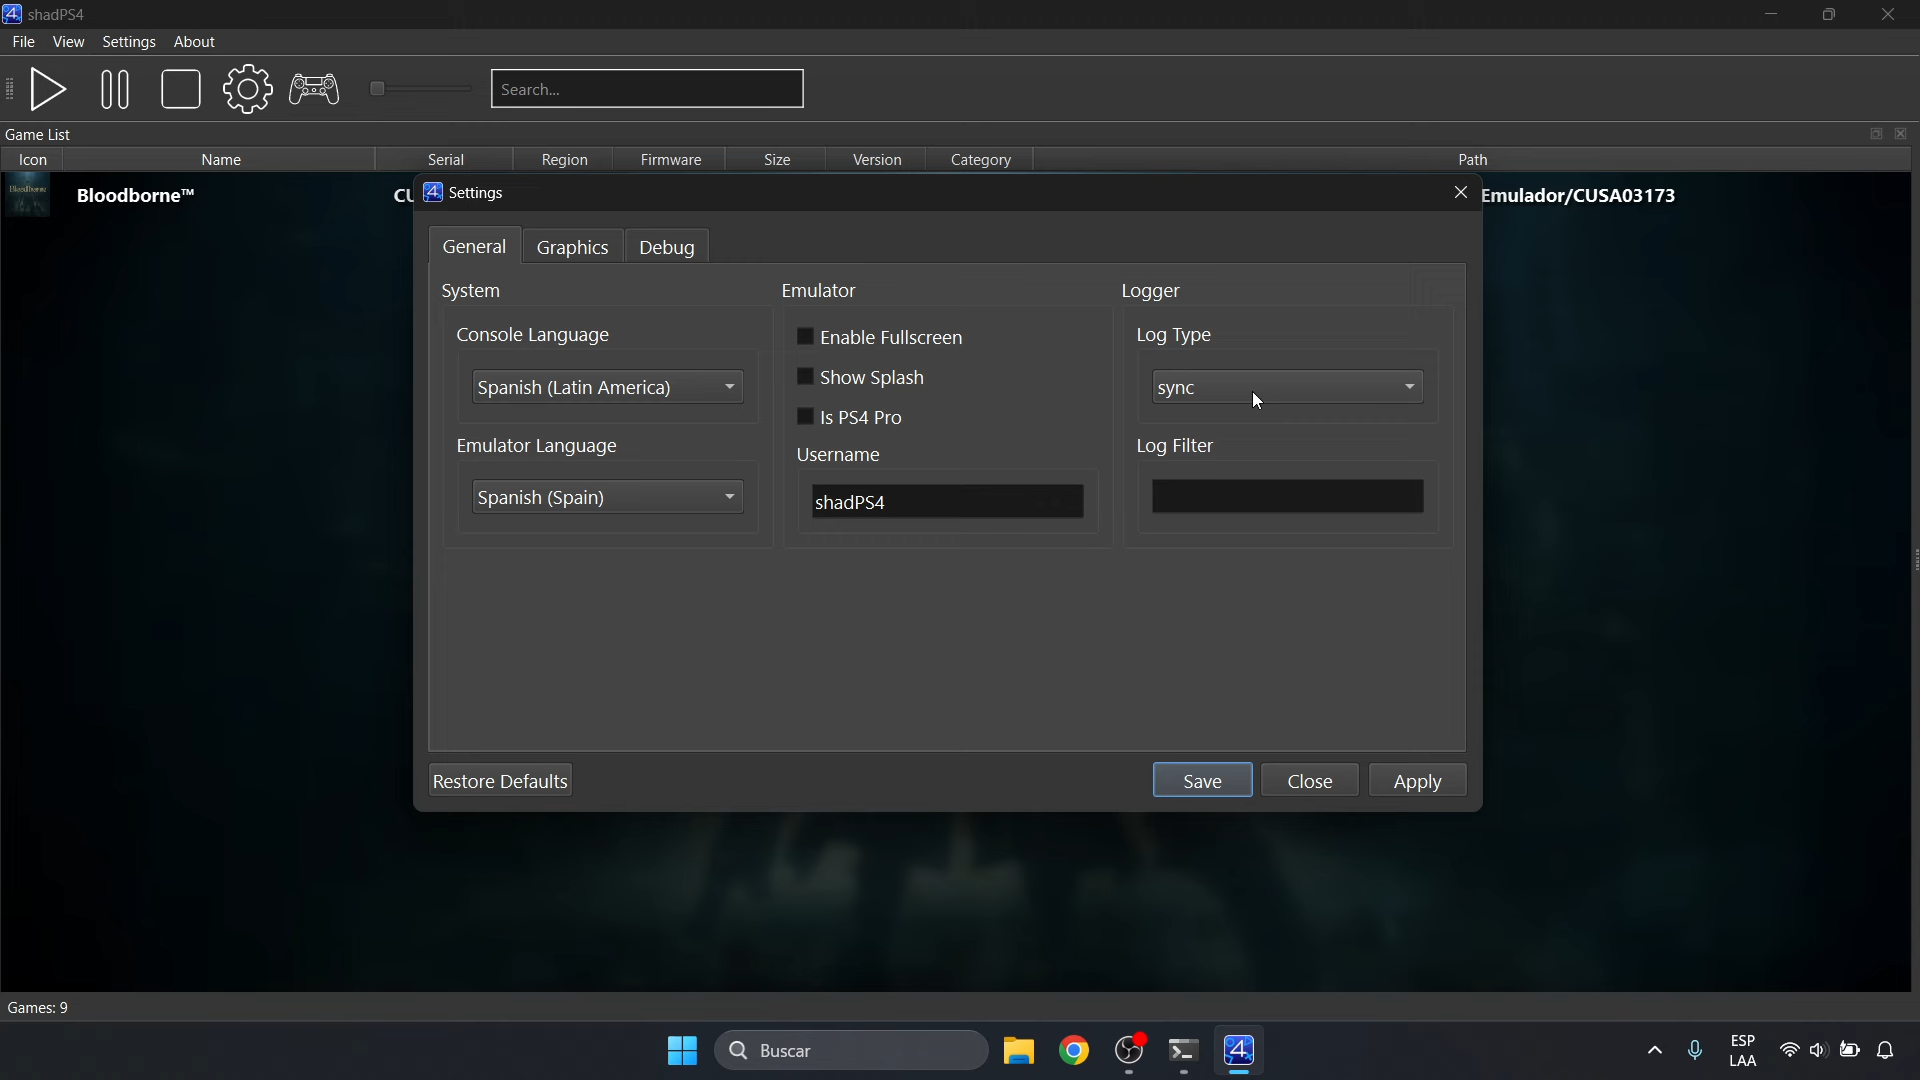 shadPS4
File View Settings About
Search...
Game List
Icon Name Serial Region Firmware Size Version Category Path
Bloodborne™ CU Emulador/CUSA03173
Settings
General Graphics Debug
System Emulator Logger
Console Language Enable Fullscreen Log Type
Spanish (Latin America) Show Splash sync
Is PS4 Pro
Emulator Language Username Log Filter
Spanish (Spain) shadPS4
Restore Defaults Save Close Apply
Games: 9
Buscar
ESP
LAA